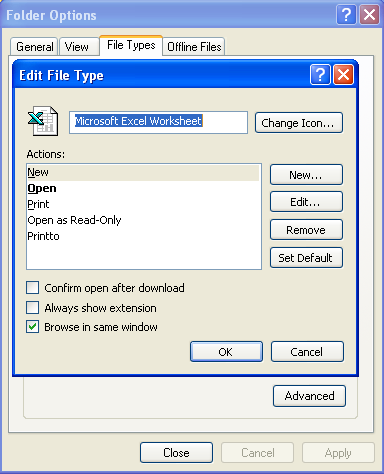 Folder Options
General View File Types Offline Files
Edit File Type
Microsoft Excel Worksheet
Change Icon...
Actions:
New
Open
Print
Open as Read-Only
Printto
New...
Edit...
Remove
Set Default
Confirm open after download
Always show extension
Browse in same window
OK Cancel
Advanced
Close Cancel Apply